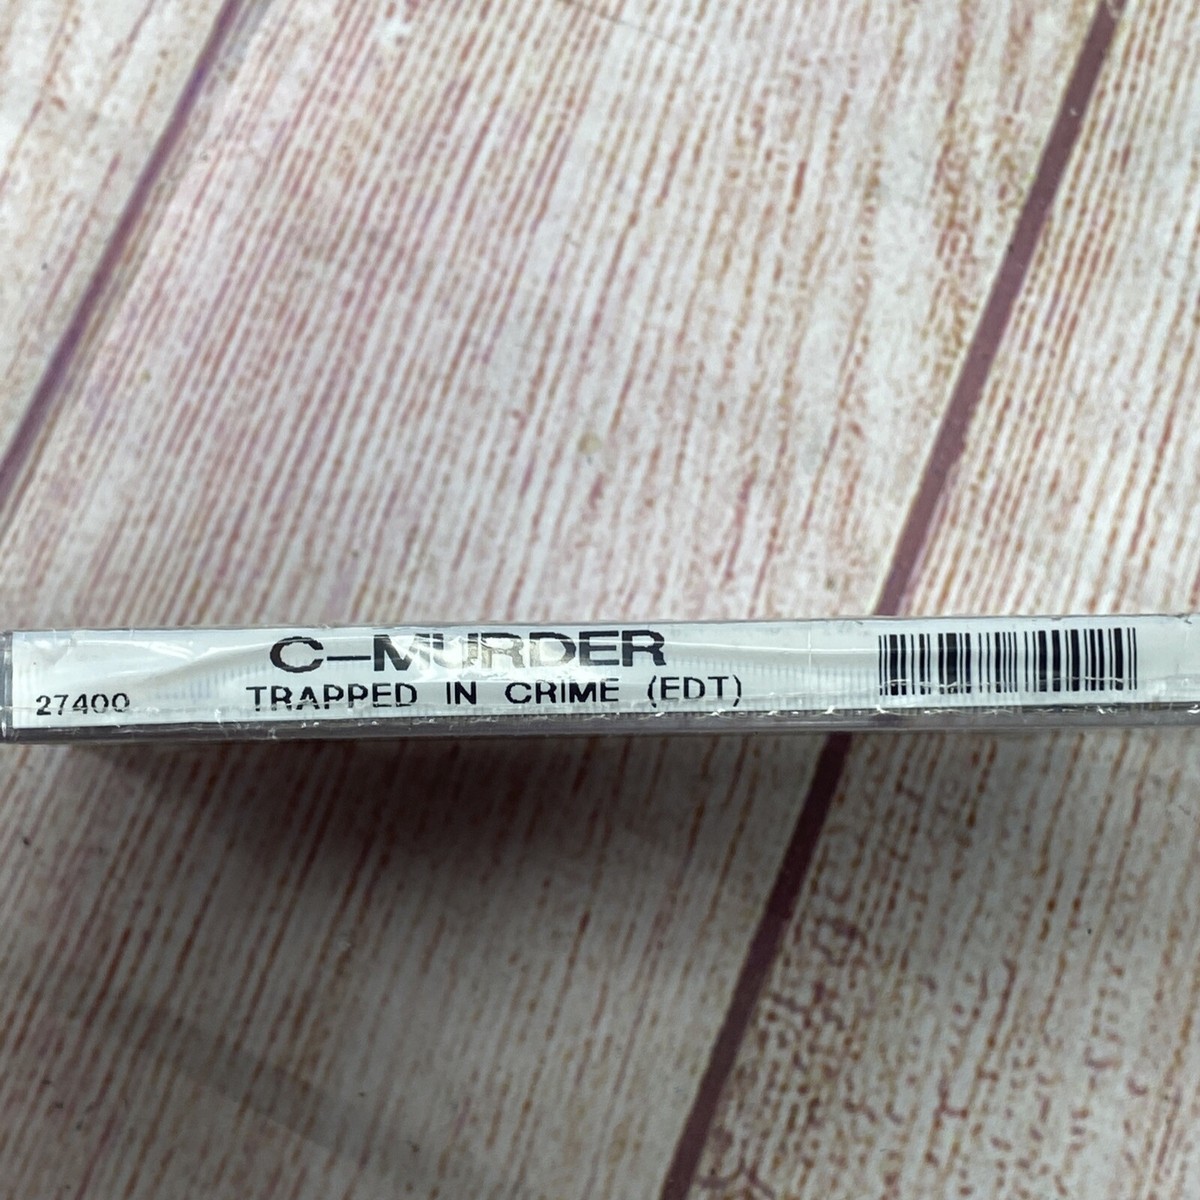 C-MURDER
27400
TRAPPED IN CRIME (EDT)